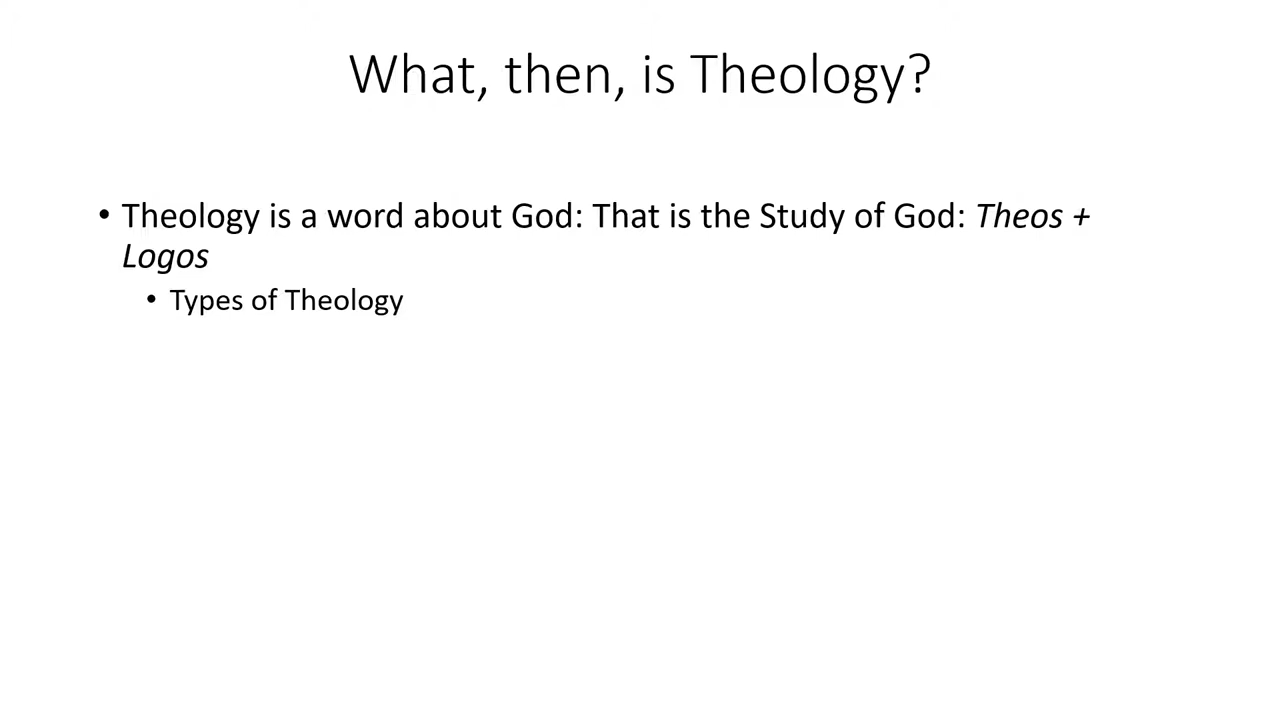 What, then, is Theology?
• Theology is a word about God: That is the Study of God: Theos +
Logos
• Types of Theology